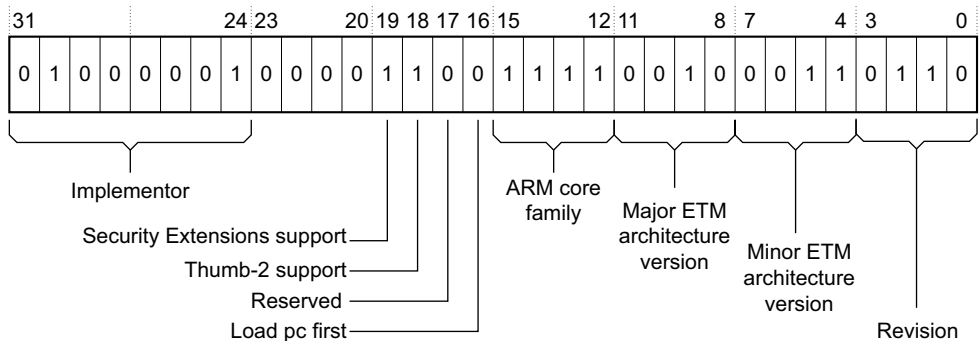 31 24 23 20 19 18 17 16 15 12 11 8 7 4 3 0
0 1 0 0 0 0 0 1 0 0 0 0 1 1 0 0 1 1 1 1 0 0 1 0 0 0 1 1 0 1 1 0
Implementor
Security Extensions support
Thumb-2 support
Reserved
Load pc first
ARM core
family
Major ETM
architecture
version
Minor ETM
architecture
version
Revision